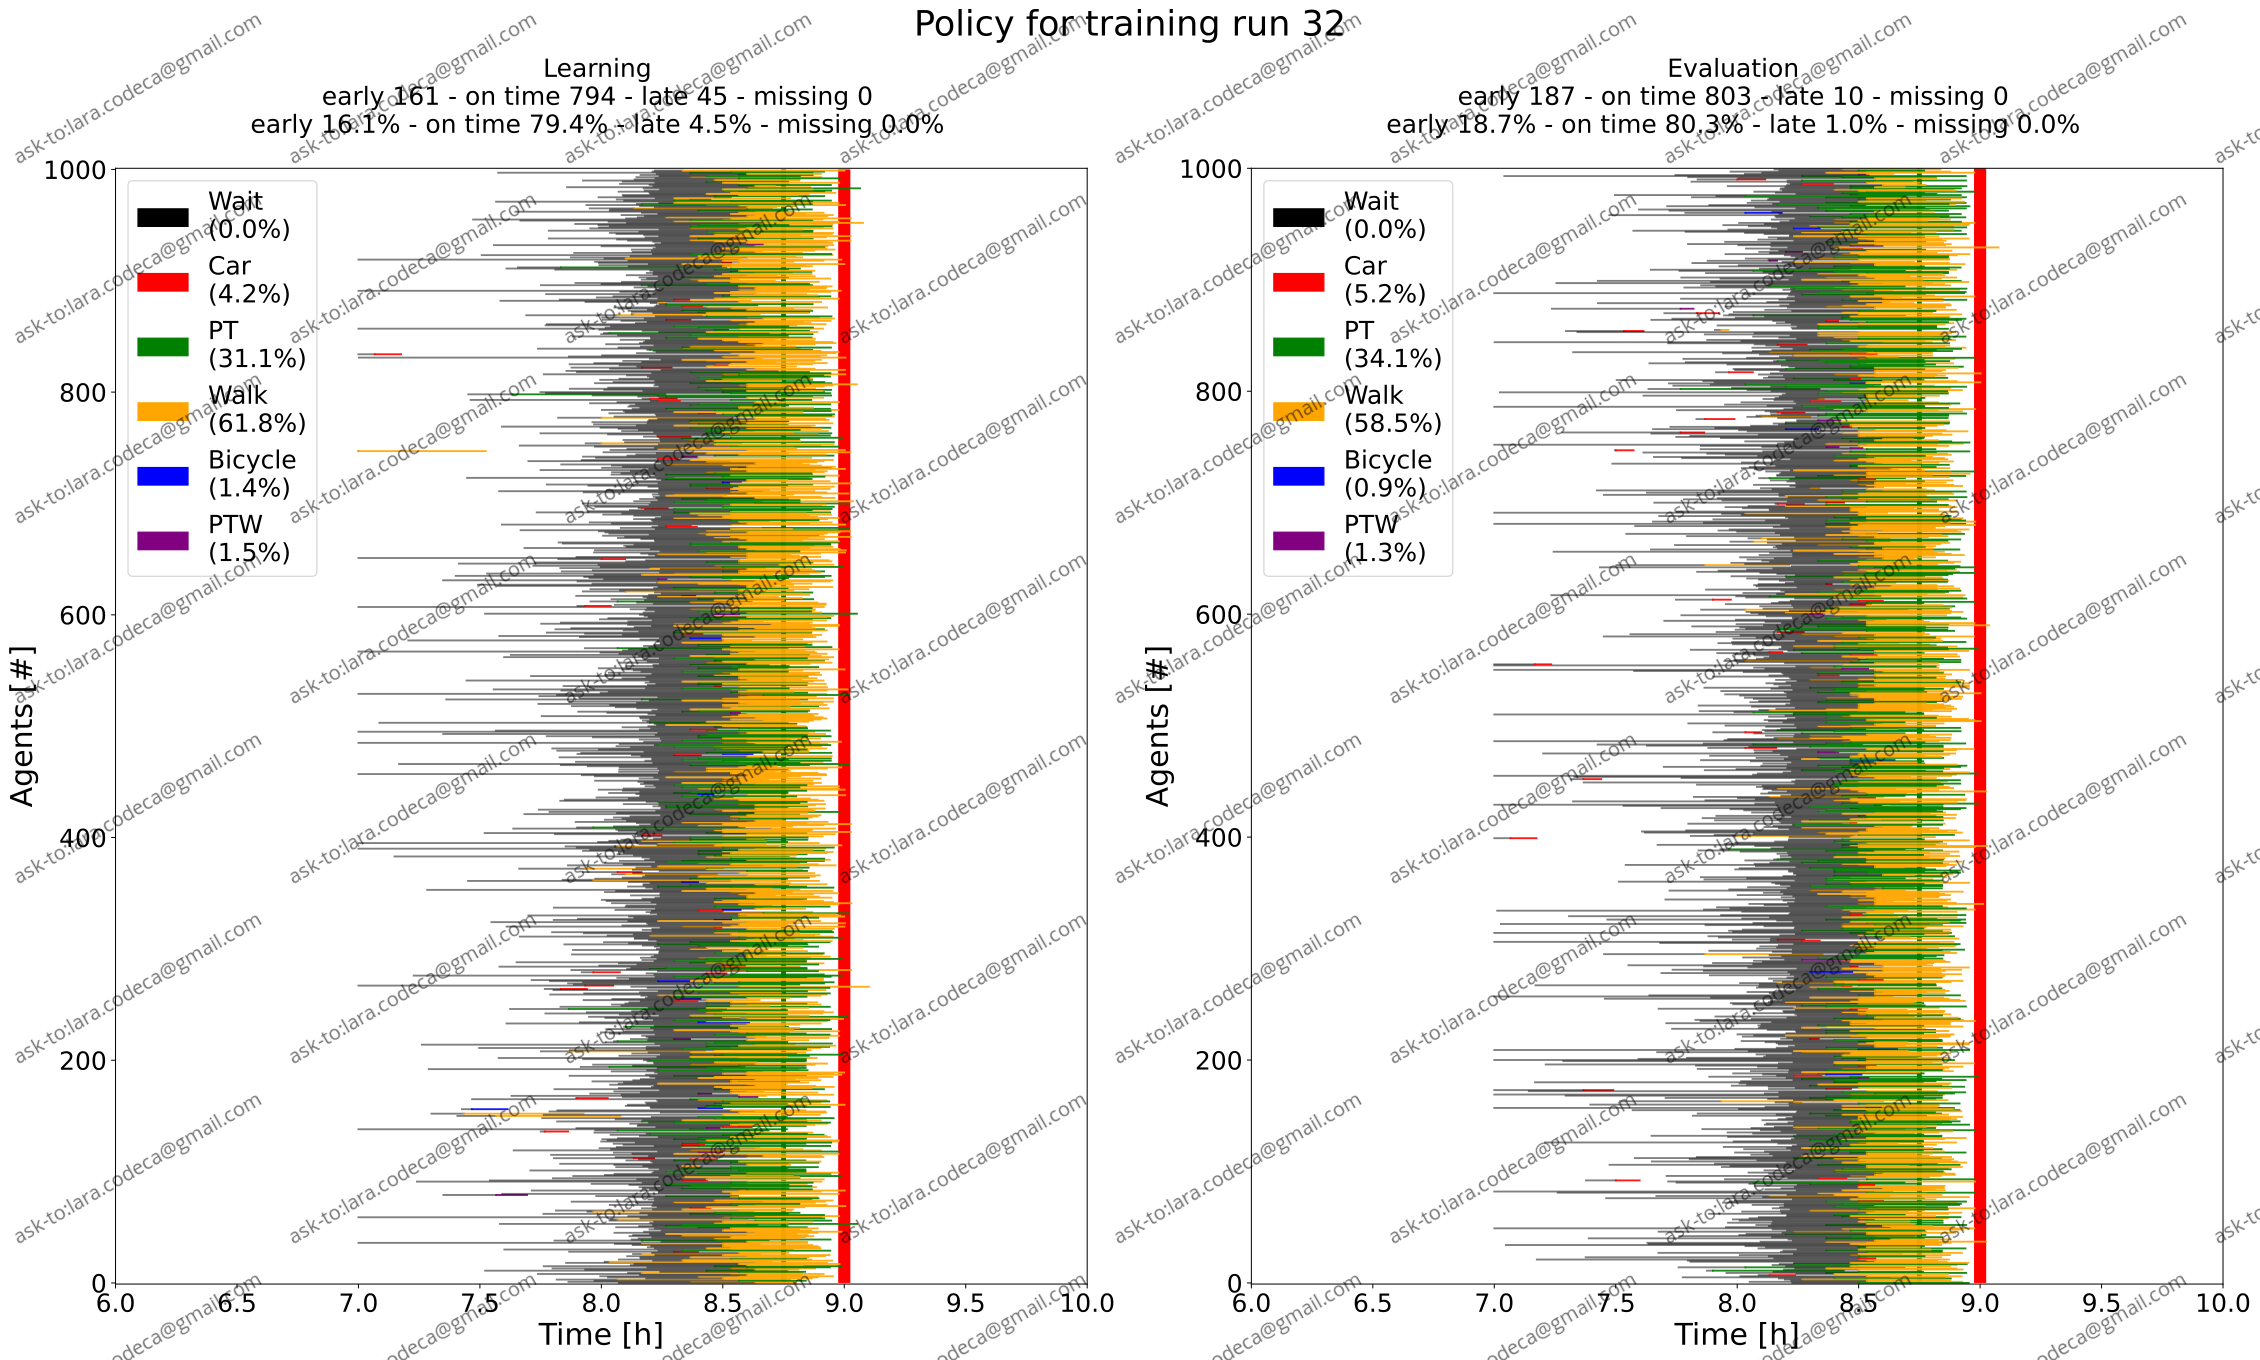 Policy for training run 32
Learning
early 161 - on time 794 - late 45 - missing 0
early 16.1% - on time 79.4% - late 4.5% - missing 0.0%
Agents [#]
1000
800
600
400
200
0
Wait
(0.0%)
Car
(4.2%)
PT
(31.1%)
Walk
(61.8%)
Bicycle
(1.4%)
PTW
(1.5%)
6.0 6.5 7.0 7.5 8.0 8.5 9.0 9.5 10.0
Time [h]
Evaluation
early 187 - on time 803 - late 10 - missing 0
early 18.7% - on time 80.3% - late 1.0% - missing 0.0%
Agents [#]
1000
800
600
400
200
0
Wait
(0.0%)
Car
(5.2%)
PT
(34.1%)
Walk
(58.5%)
Bicycle
(0.9%)
PTW
(1.3%)
6.0 6.5 7.0 7.5 8.0 8.5 9.0 9.5 10.0
Time [h]
ask-to:lara.codeca@gmail.com